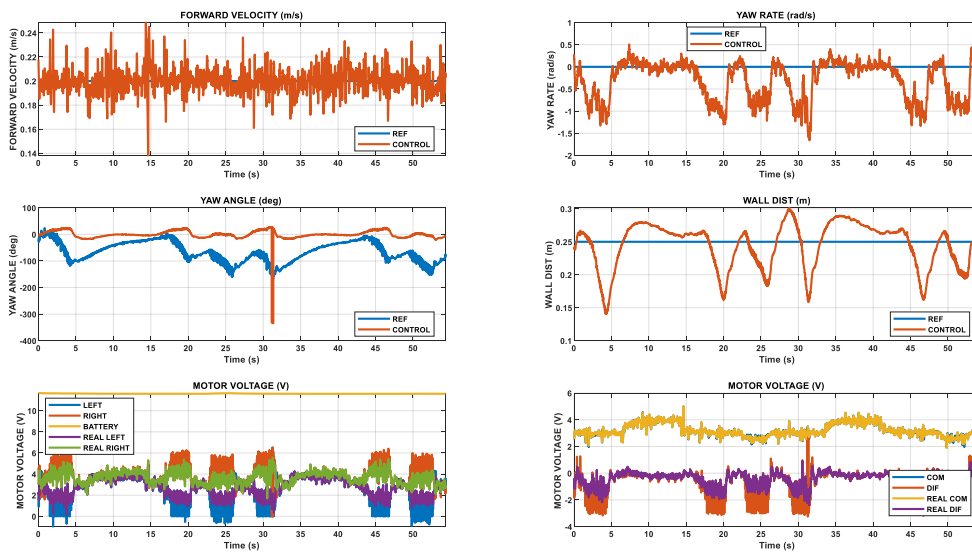 FORWARD VELOCITY (m/s)
FORWARD VELOCITY (m/s)
0.24
0.22
0.2
0.18
0.16
0.14
0 5 10 15 20 25 30 35 40 45 50
Time (s)
REF
CONTROL
YAW RATE (rad/s)
YAW RATE (rad/s)
1
0.5
0
-0.5
-1
-1.5
-2
0 5 10 15 20 25 30 35 40 45 50
Time (s)
REF
CONTROL
YAW ANGLE (deg)
YAW ANGLE (deg)
100
0
-100
-200
-300
-400
0 5 10 15 20 25 30 35 40 45 50
Time (s)
REF
CONTROL
WALL DIST (m)
WALL DIST (m)
0.3
0.25
0.2
0.15
0.1
0 5 10 15 20 25 30 35 40 45 50
Time (s)
REF
CONTROL
MOTOR VOLTAGE (V)
MOTOR VOLTAGE (V)
10
8
6
4
2
0
0 5 10 15 20 25 30 35 40 45 50
Time (s)
LEFT
RIGHT
BATTERY
REAL LEFT
REAL RIGHT
MOTOR VOLTAGE (V)
MOTOR VOLTAGE (V)
6
4
2
0
-2
-4
0 5 10 15 20 25 30 35 40 45 50
Time (s)
COM
DIF
REAL COM
REAL DIF